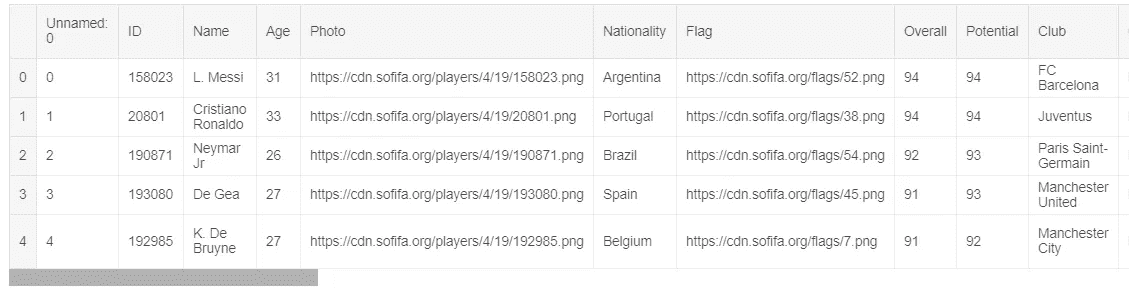 Unnamed: 0 ID Name Age Photo Nationality Flag Overall Potential Club
0 0 158023 L. Messi 31 https://cdn.sofifa.org/players/4/19/158023.png Argentina https://cdn.sofifa.org/flags/52.png 94 94 FC Barcelona
1 1 20801 Cristiano Ronaldo 33 https://cdn.sofifa.org/players/4/19/20801.png Portugal https://cdn.sofifa.org/flags/38.png 94 94 Juventus
2 2 190871 Neymar Jr 26 https://cdn.sofifa.org/players/4/19/190871.png Brazil https://cdn.sofifa.org/flags/54.png 92 93 Paris Saint-Germain
3 3 193080 De Gea 27 https://cdn.sofifa.org/players/4/19/193080.png Spain https://cdn.sofifa.org/flags/45.png 91 93 Manchester United
4 4 192985 K. De Bruyne 27 https://cdn.sofifa.org/players/4/19/192985.png Belgium https://cdn.sofifa.org/flags/7.png 91 92 Manchester City